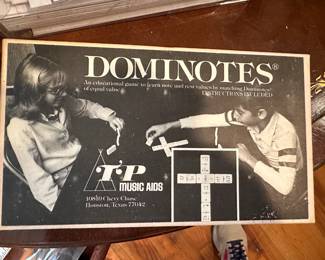 DOMINOTES®
An educational game to learn note and rest values by matching Dominotes
of equal value
INSTRUCTIONS INCLUDED
TP
MUSIC AIDS
10810 Chevy Chase
Houston, Texas 77042